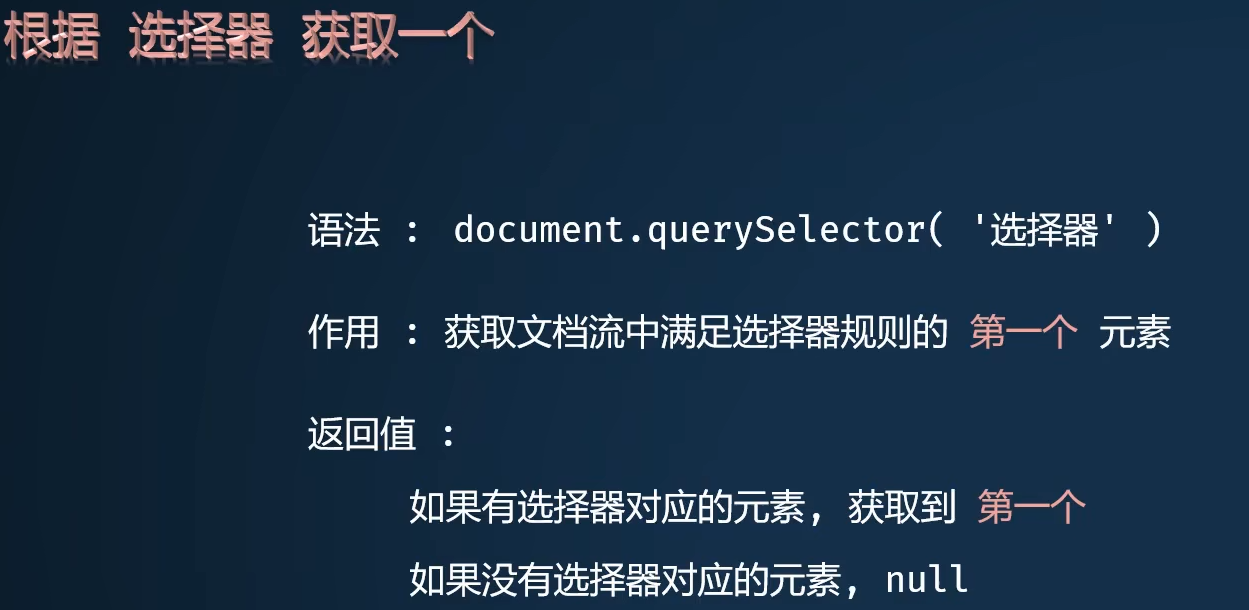 根据 选择器 获取一个
语法 : document.querySelector( '选择器' )
作用 : 获取文档流中满足选择器规则的 第一个 元素
返回值 :
如果有选择器对应的元素, 获取到 第一个
如果没有选择器对应的元素, null